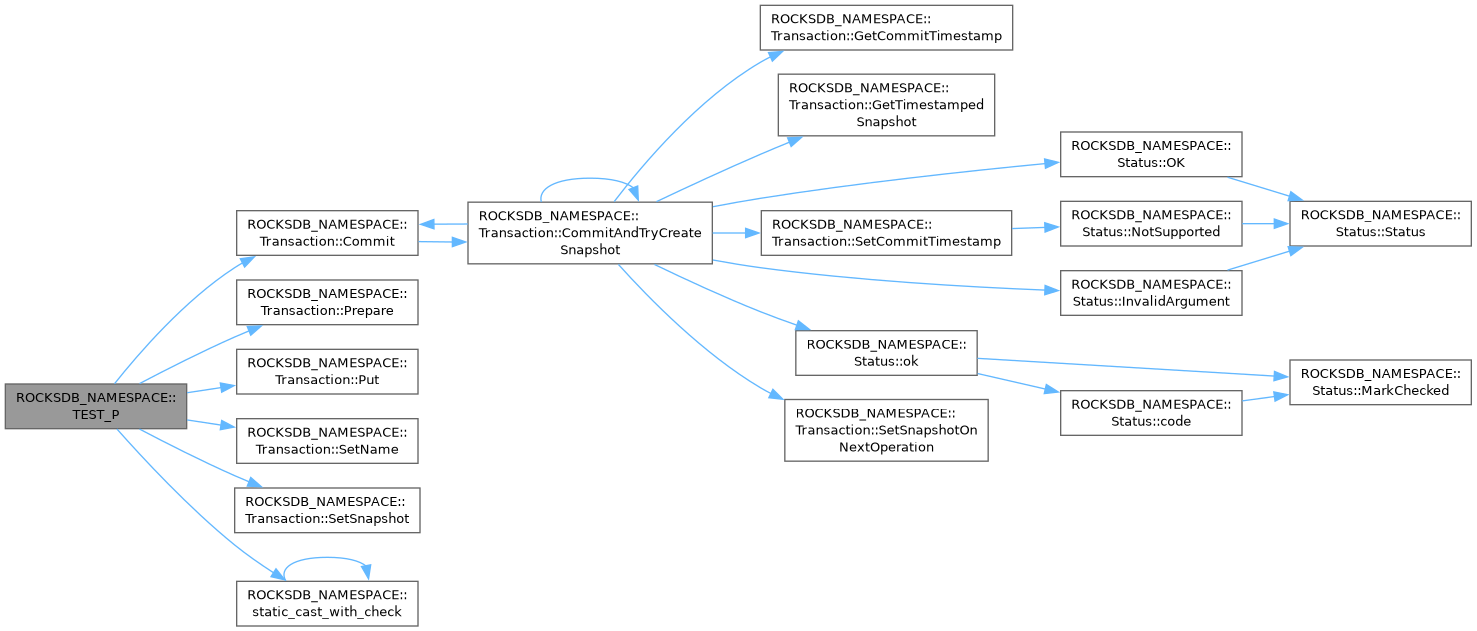 ROCKSDB_NAMESPACE::
TEST_P
ROCKSDB_NAMESPACE::
Transaction::Commit
ROCKSDB_NAMESPACE::
Transaction::Prepare
ROCKSDB_NAMESPACE::
Transaction::Put
ROCKSDB_NAMESPACE::
Transaction::SetName
ROCKSDB_NAMESPACE::
Transaction::SetSnapshot
ROCKSDB_NAMESPACE::
static_cast_with_check
ROCKSDB_NAMESPACE::
Transaction::CommitAndTryCreate
Snapshot
ROCKSDB_NAMESPACE::
Transaction::GetCommitTimestamp
ROCKSDB_NAMESPACE::
Transaction::GetTimestamped
Snapshot
ROCKSDB_NAMESPACE::
Transaction::SetCommitTimestamp
ROCKSDB_NAMESPACE::
Status::ok
ROCKSDB_NAMESPACE::
Transaction::SetSnapshotOn
NextOperation
ROCKSDB_NAMESPACE::
Status::OK
ROCKSDB_NAMESPACE::
Status::NotSupported
ROCKSDB_NAMESPACE::
Status::InvalidArgument
ROCKSDB_NAMESPACE::
Status::code
ROCKSDB_NAMESPACE::
Status::Status
ROCKSDB_NAMESPACE::
Status::MarkChecked